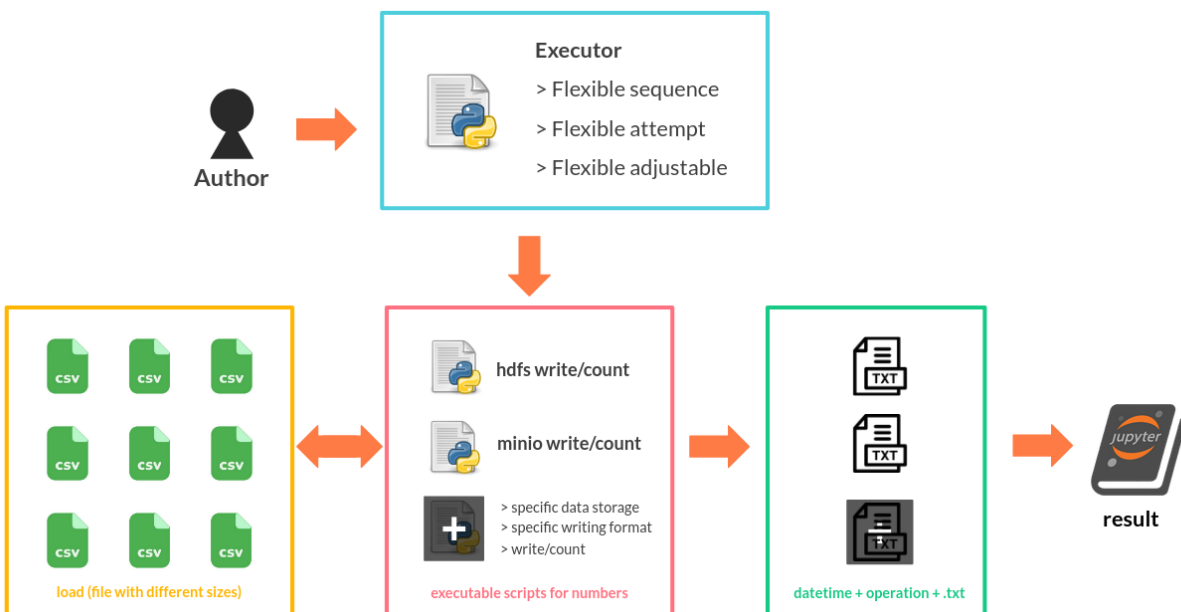 Executor
> Flexible sequence
> Flexible attempt
> Flexible adjustable
Author
csv csv csv
csv csv csv
csv csv csv
load (file with different sizes)
hdfs write/count
minio write/count
+
> specific data storage
> specific writing format
> write/count
executable scripts for numbers
TXT
TXT
+
TXT
datetime + operation + .txt
jupyter
result